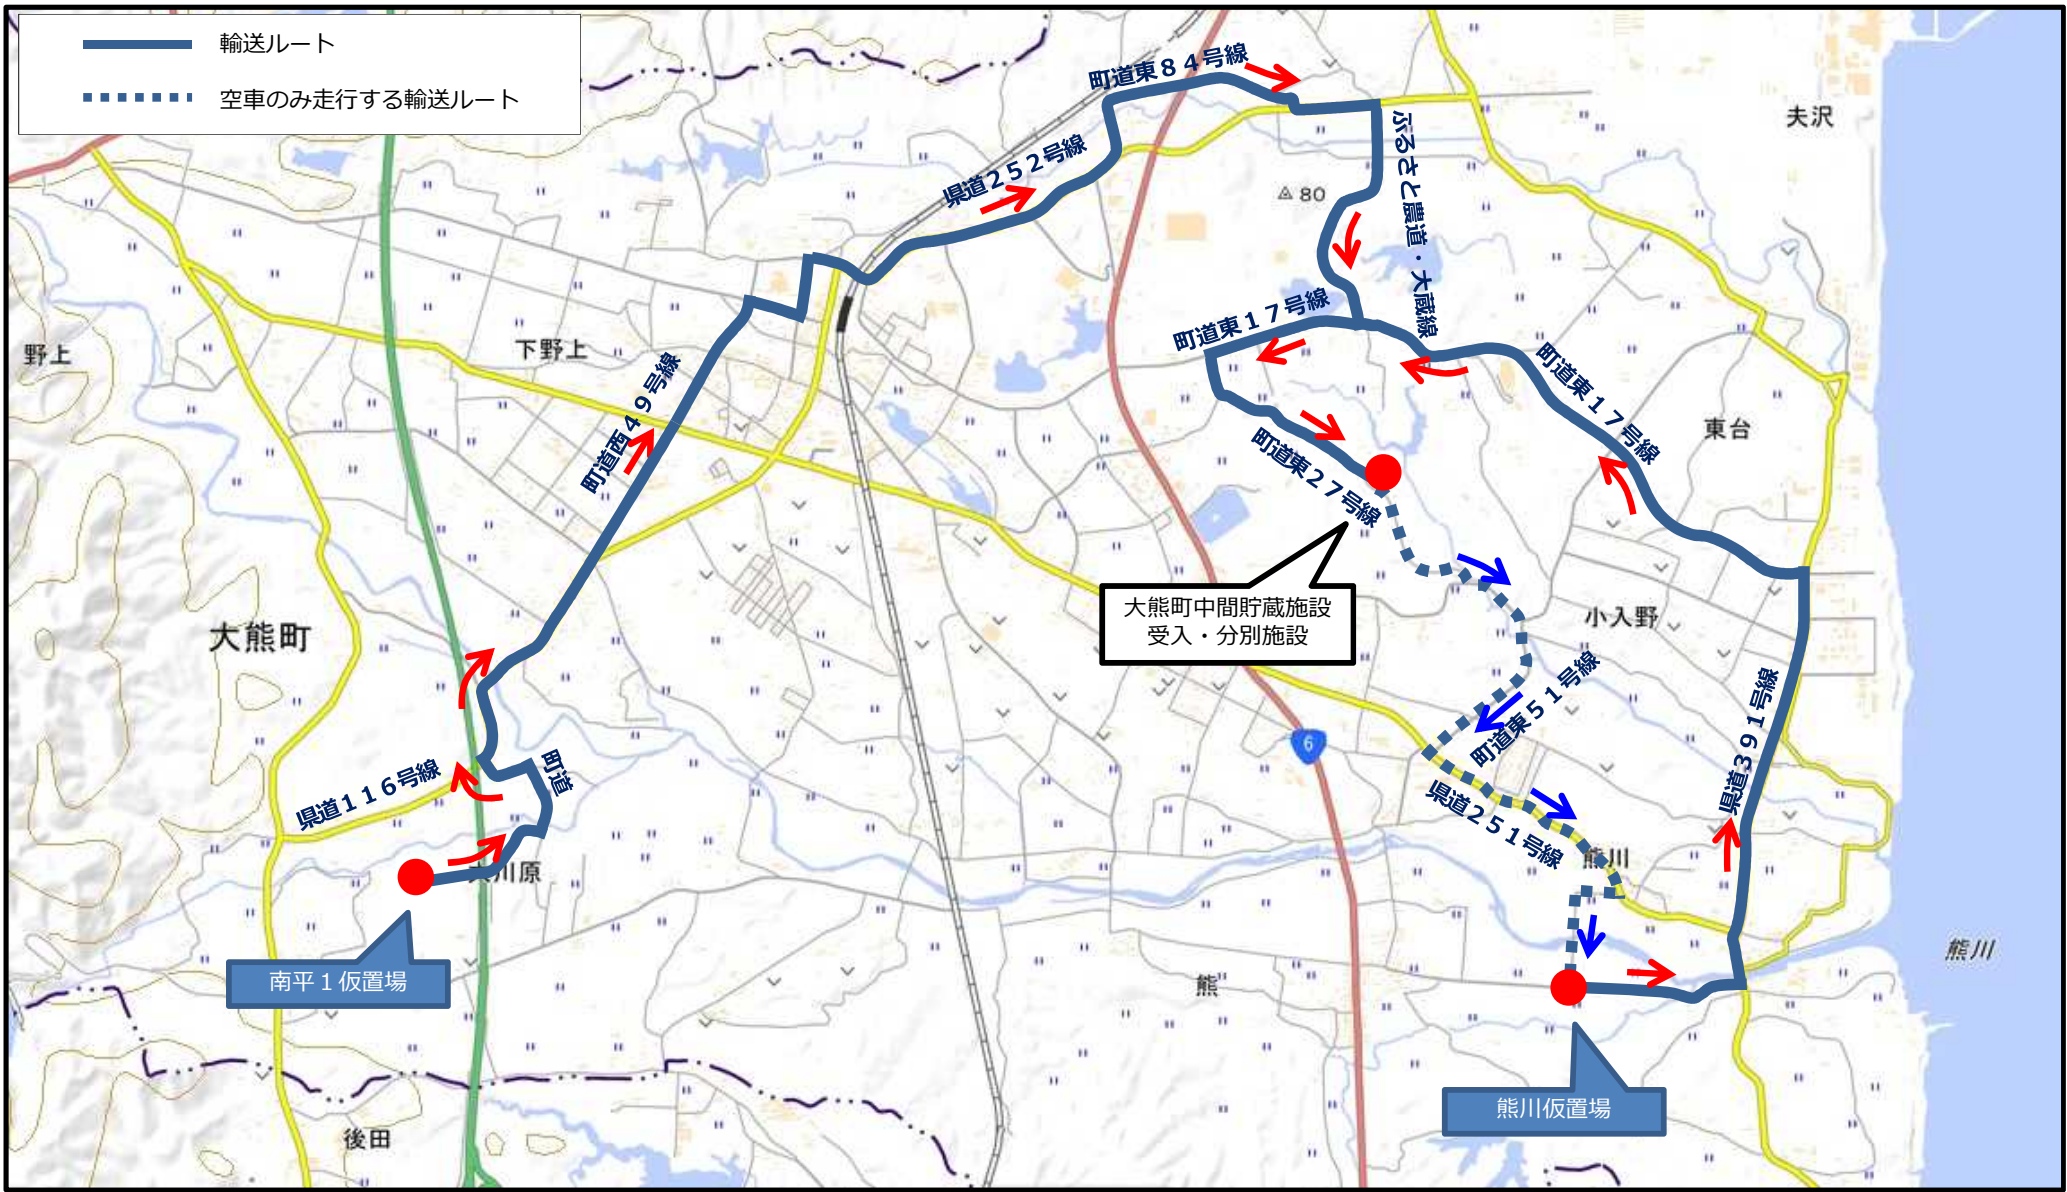 輸送ルート
空車のみ走行する輸送ルート
町道東８４号線
夫沢
県道２５２号線
ふるさと農道・大蔵線
80
町道東１７号線
野上
下野上
町道西４９号線
町道東１７号線
東台
町道東２７号線
大熊町中間貯蔵施設
受入・分別施設
小入野
大熊町
町道東５１号線
県道３９１号線
6
町道
県道１１６号線
県道２５１号線
熊川
大川原
南平１仮置場
熊
熊川
熊川仮置場
後田